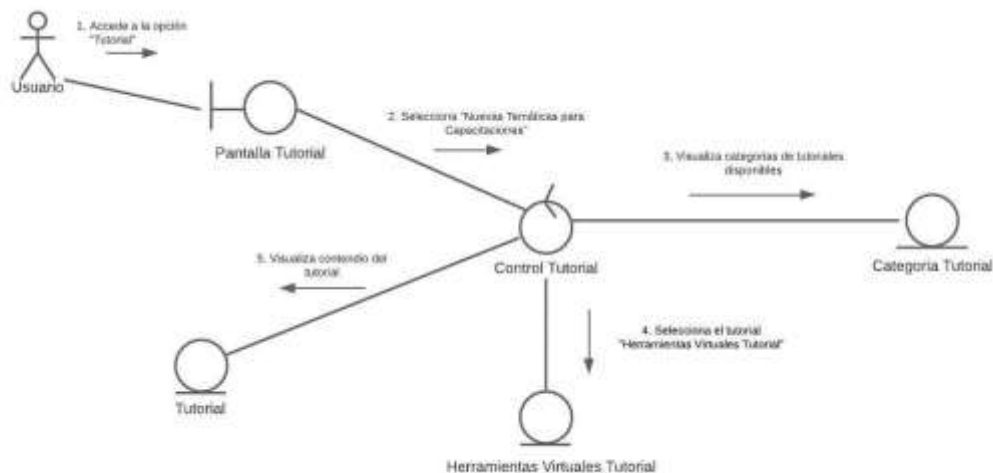 1. Accede a la opción
"Tutorial"
Usuario
Pantalla Tutorial
2. Selecciona "Nuevas Temáticas para
Capacitaciones"
3. Visualiza categorias de tutoriales
disponibles
Control Tutorial
Categoria Tutorial
5. Visualiza contendio del
tutorial
4. Selecciona el tutorial
"Herramientas Virtuales Tutorial"
Tutorial
Herramientas Virtuales Tutorial